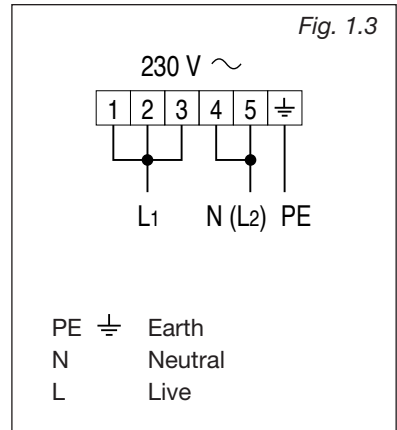 Fig. 1.3
230 V ~
1 2 3 4 5 ⏚
L1 N (L2) PE
PE ⏚ Earth
N Neutral
L Live